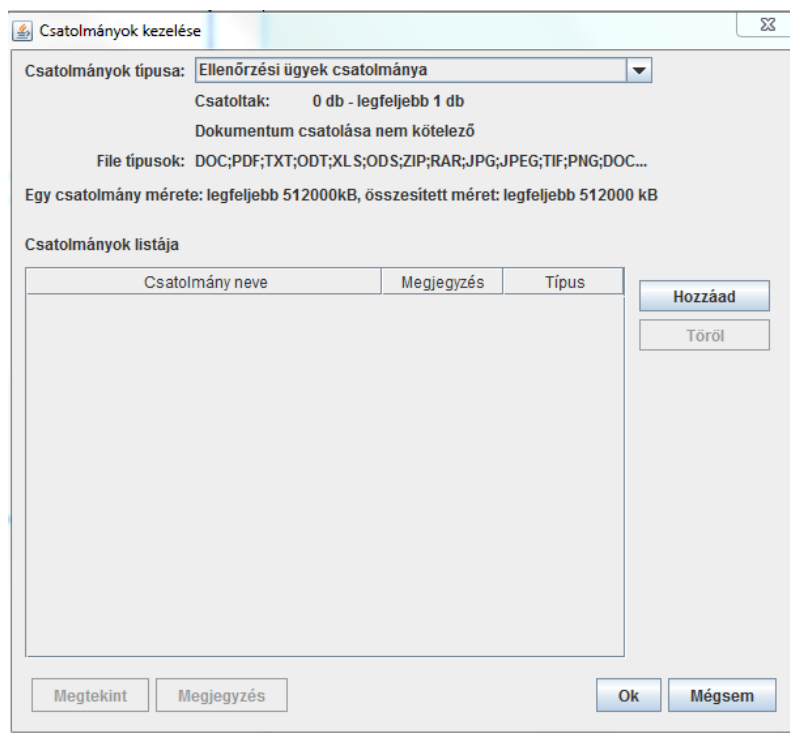 Csatolmányok kezelése
Csatolmányok típusa: Ellenőrzési ügyek csatolmánya
Csatoltak: 0 db - legfeljebb 1 db
Dokumentum csatolása nem kötelező
File típusok: DOC;PDF;TXT;ODT;XLS;ODS;ZIP;RAR;JPG;JPEG;TIF;PNG;DOC...
Egy csatolmány mérete: legfeljebb 512000kB, összesített méret: legfeljebb 512000 kB
Csatolmányok listája
Csatolmány neve Megjegyzés Típus
Hozzáad
Töröl
Megtekint Megjegyzés Ok Mégsem